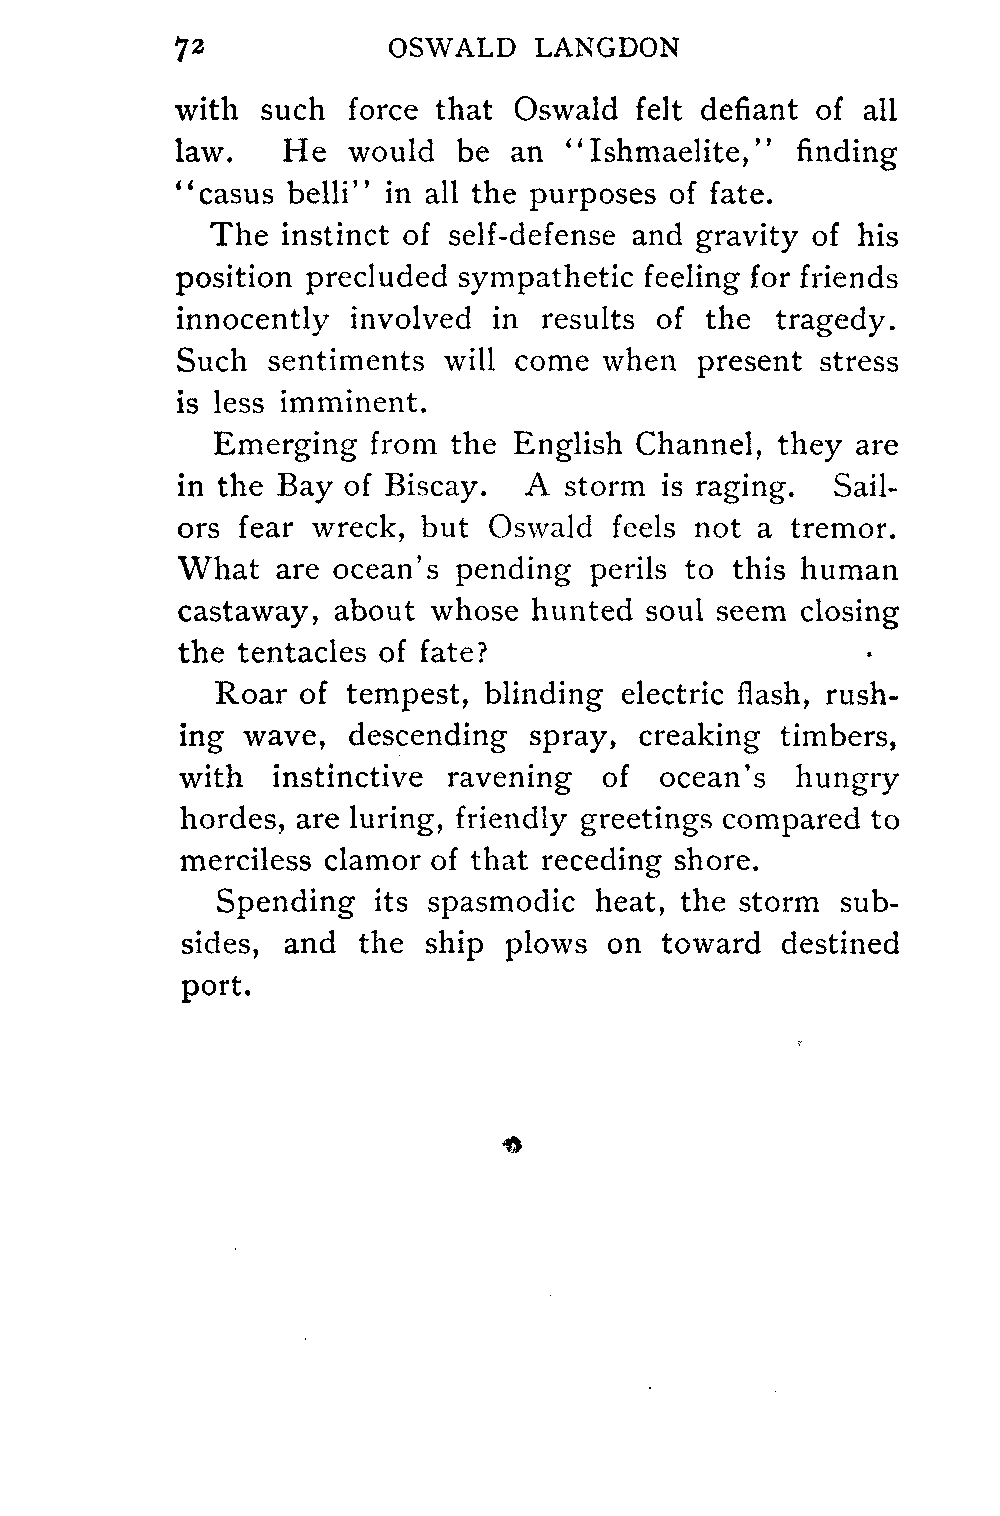 72 OSWALD LANGDON
with such force that Oswald felt defiant of all
law. He would be an “Ishmaelite,” finding
“casus belli” in all the purposes of fate.
The instinct of self-defense and gravity of his
position precluded sympathetic feeling for friends
innocently involved in results of the tragedy.
Such sentiments will come when present stress
is less imminent.
Emerging from the English Channel, they are
in the Bay of Biscay. A storm is raging. Sail-
ors fear wreck, but Oswald feels not a tremor.
What are ocean's pending perils to this human
castaway, about whose hunted soul seem closing
the tentacles of fate?
Roar of tempest, blinding electric flash, rush-
ing wave, descending spray, creaking timbers,
with instinctive ravening of ocean's hungry
hordes, are luring, friendly greetings compared to
merciless clamor of that receding shore.
Spending its spasmodic heat, the storm sub-
sides, and the ship plows on toward destined
port.